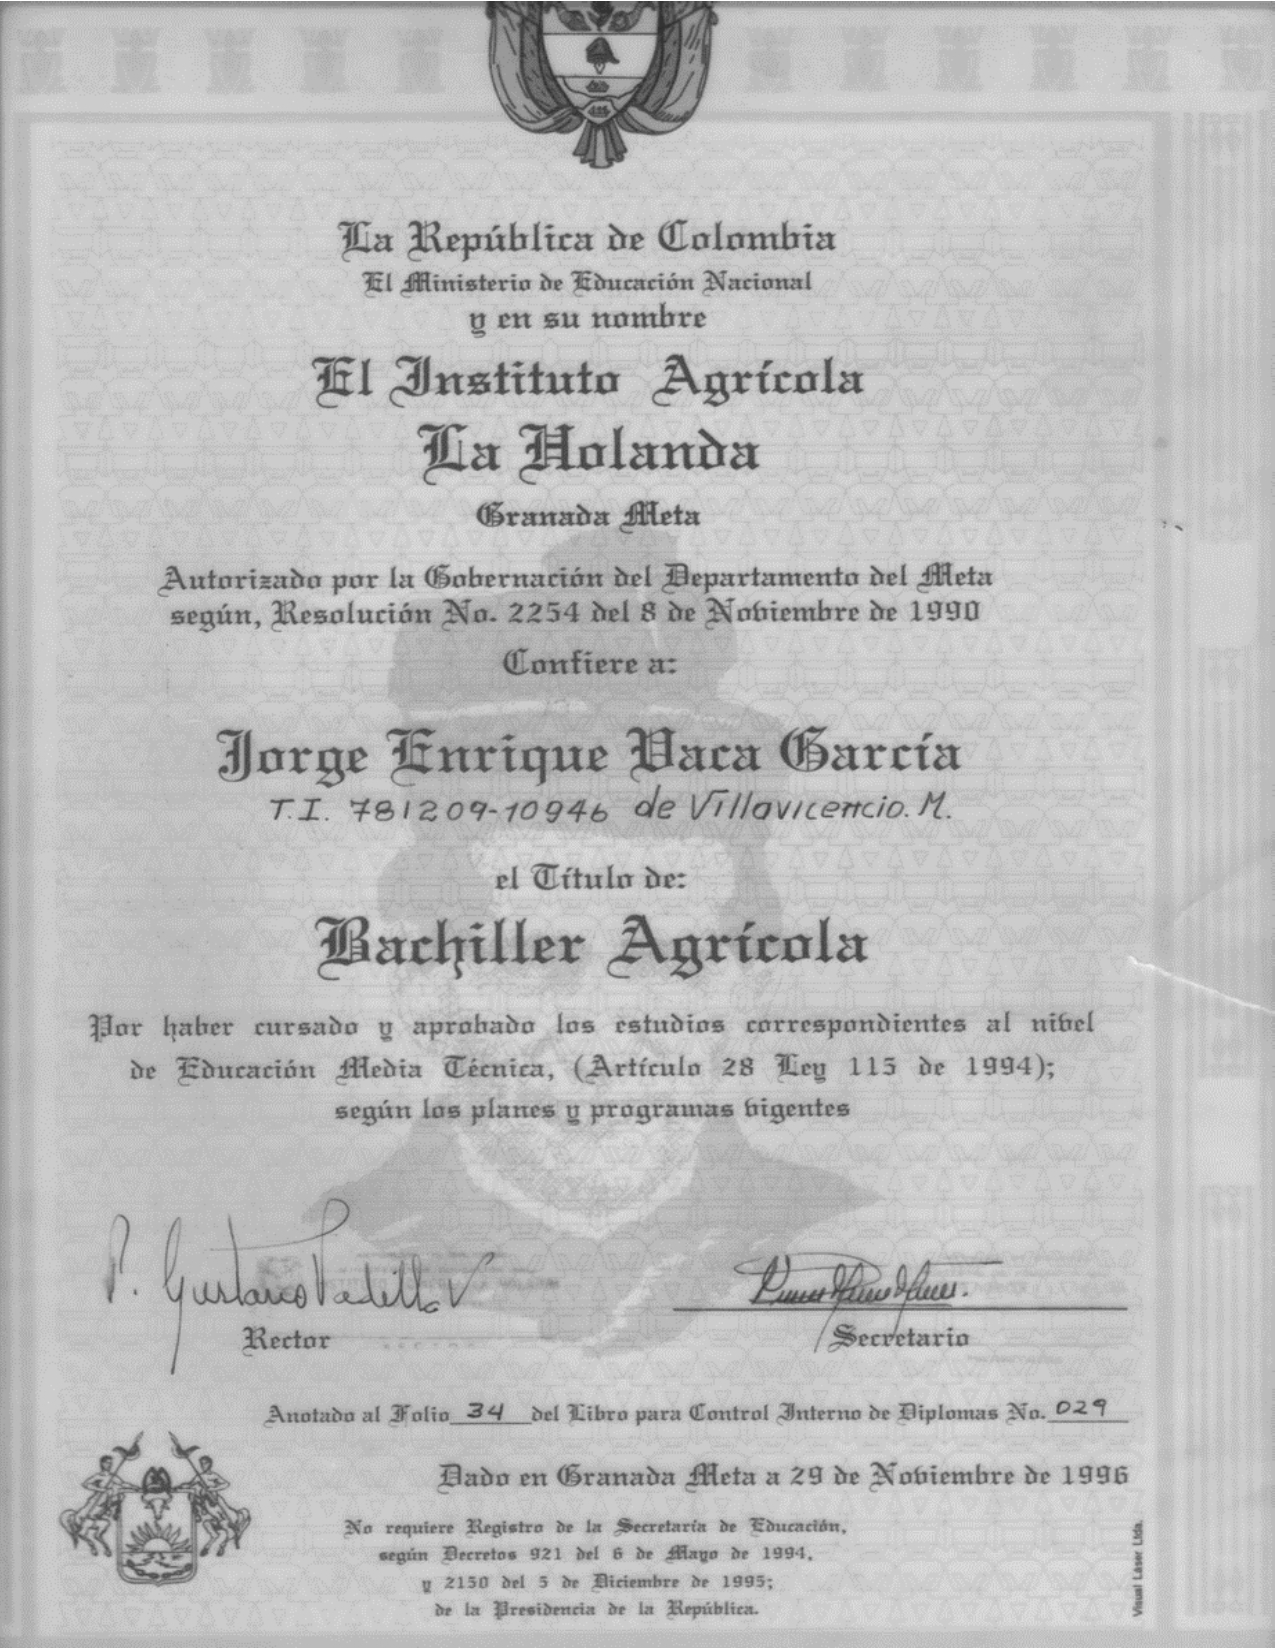 La República de Colombia
El Ministerio de Educación Nacional
y en su nombre
El Instituto Agrícola
La Holanda
Granada Meta
Autorizado por la Gobernación del Departamento del Meta
según, Resolución No. 2254 del 8 de Noviembre de 1990
Confiere a:
Jorge Enrique Vaca García
T.I. 781209-10946 de Villavicencio. M.
el Título de:
Bachiller Agrícola
Por haber cursado y aprobado los estudios correspondientes al nivel
de Educación Media Técnica, (Artículo 28 Ley 115 de 1994);
según los planes y programas vigentes
P. Gustavo Padilla V
Rector
Secretario
Anotado al Folio 34 del Libro para Control Interno de Diplomas No. 029
Dado en Granada Meta a 29 de Noviembre de 1996
No requiere Registro de la Secretaría de Educación,
según Decretos 921 del 6 de Mayo de 1994,
y 2150 del 5 de Diciembre de 1995;
de la Presidencia de la República.
Visual Laser Ltda.